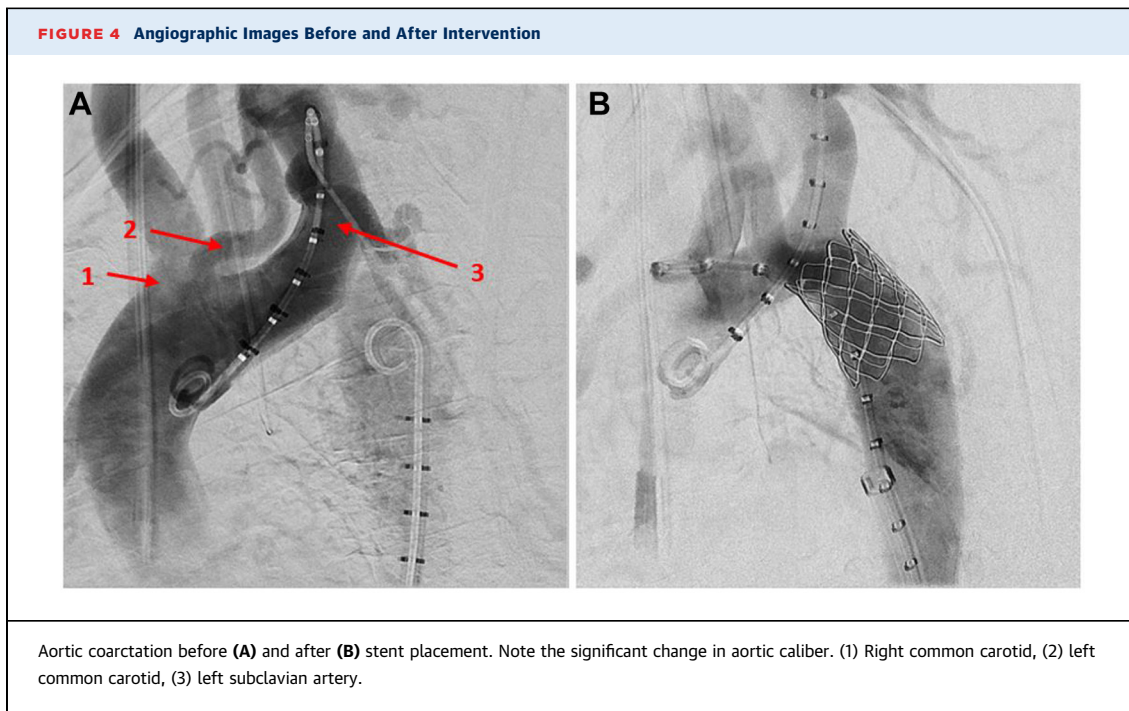 FIGURE 4 Angiographic Images Before and After Intervention
A
B
2
1
3
Aortic coarctation before (A) and after (B) stent placement. Note the significant change in aortic caliber. (1) Right common carotid, (2) left
common carotid, (3) left subclavian artery.